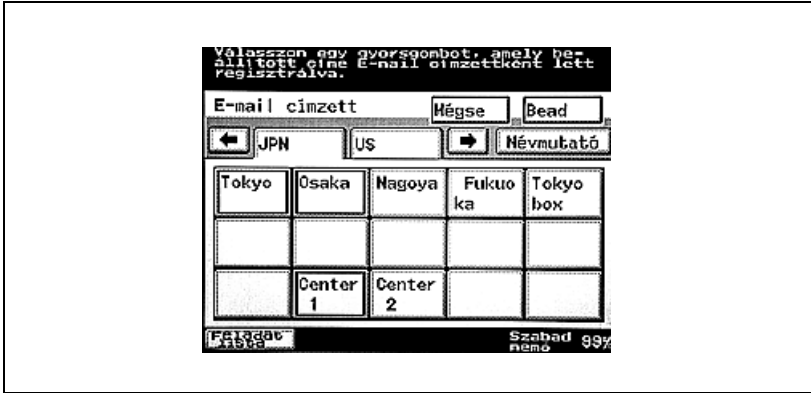 Válasszon egy gyorsgombot, amely be-
állított címe E-mail címzettként lett
regisztrálva.
E-mail címzett
Mégse
Bead
JPN
US
Névmutató
Tokyo
Osaka
Nagoya
Fukuo
ka
Tokyo
box
Center
1
Center
2
Feladat
lista
Szabad
memó
99%